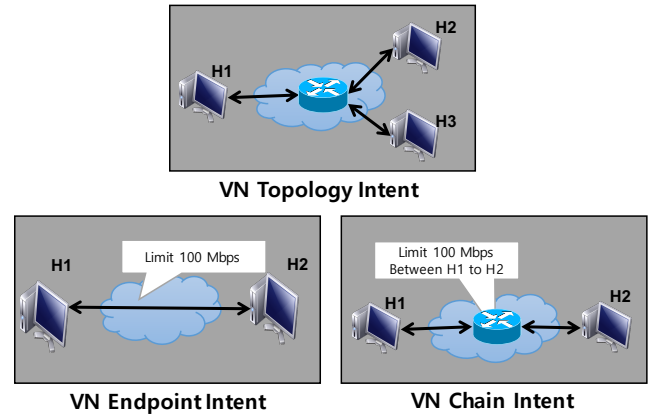 H2
H1
H3
VN Topology Intent
Limit 100 Mbps
H1
H2
VN Endpoint Intent
Limit 100 Mbps
Between H1 to H2
H1
H2
VN Chain Intent